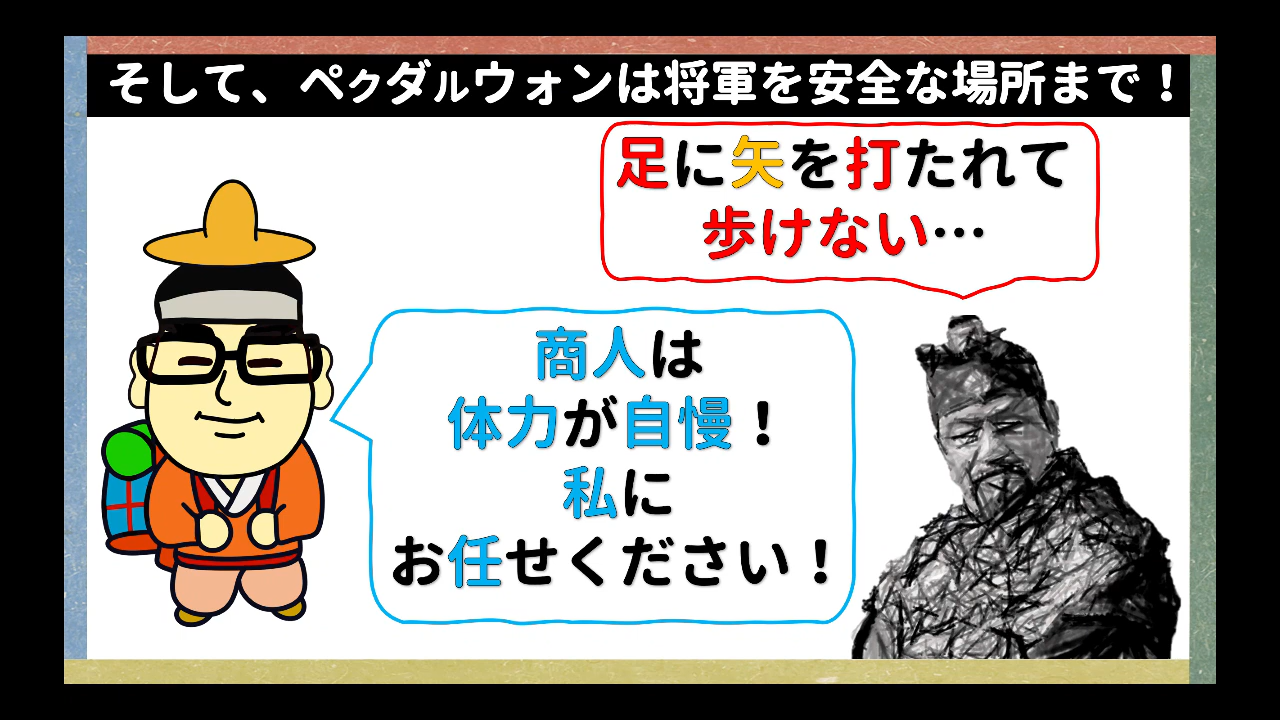 そして、ペㇰダㇽウォンは将軍を安全な場所まで！
足に矢を打たれて
歩けない…
商人は
体力が自慢！
私に
お任せください！